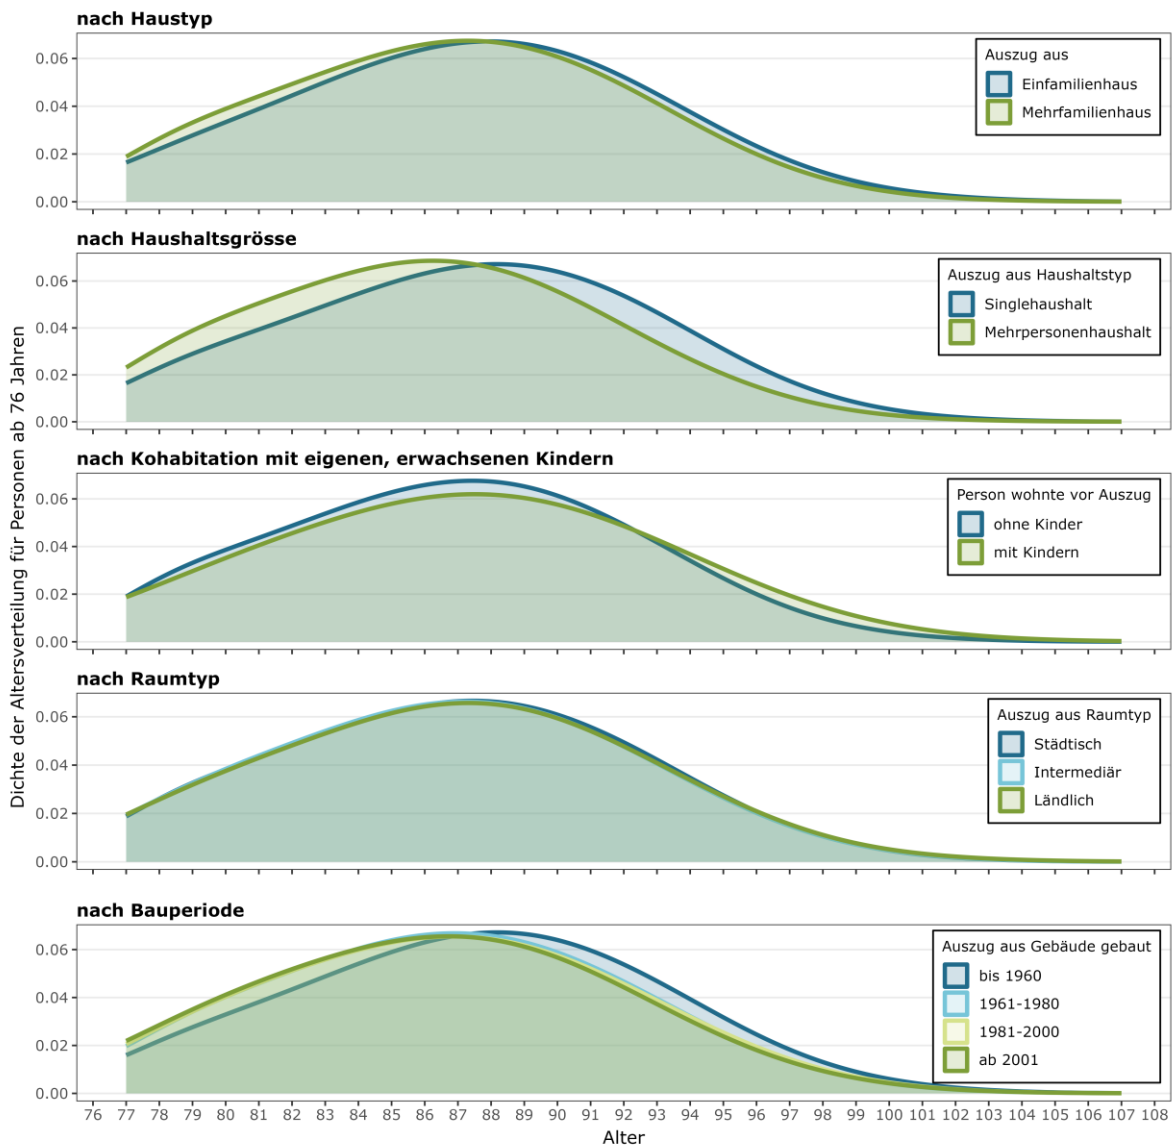 nach Haustyp
0.06
0.04
0.02
0.00
Auszug aus
Einfamilienhaus
Mehrfamilienhaus
nach Haushaltsgrösse
0.06
0.04
0.02
0.00
Auszug aus Haushaltstyp
Singlehaushalt
Mehrpersonenhaushalt
nach Kohabitation mit eigenen, erwachsenen Kindern
0.06
0.04
0.02
0.00
Person wohnte vor Auszug
ohne Kinder
mit Kindern
Dichte der Altersverteilung für Personen ab 76 Jahren
nach Raumtyp
0.06
0.04
0.02
0.00
Auszug aus Raumtyp
Städtisch
Intermediär
Ländlich
nach Bauperiode
0.06
0.04
0.02
0.00
Auszug aus Gebäude gebaut
bis 1960
1961-1980
1981-2000
ab 2001
76 77 78 79 80 81 82 83 84 85 86 87 88 89 90 91 92 93 94 95 96 97 98 99 100 101 102 103 104 105 106 107 108
Alter